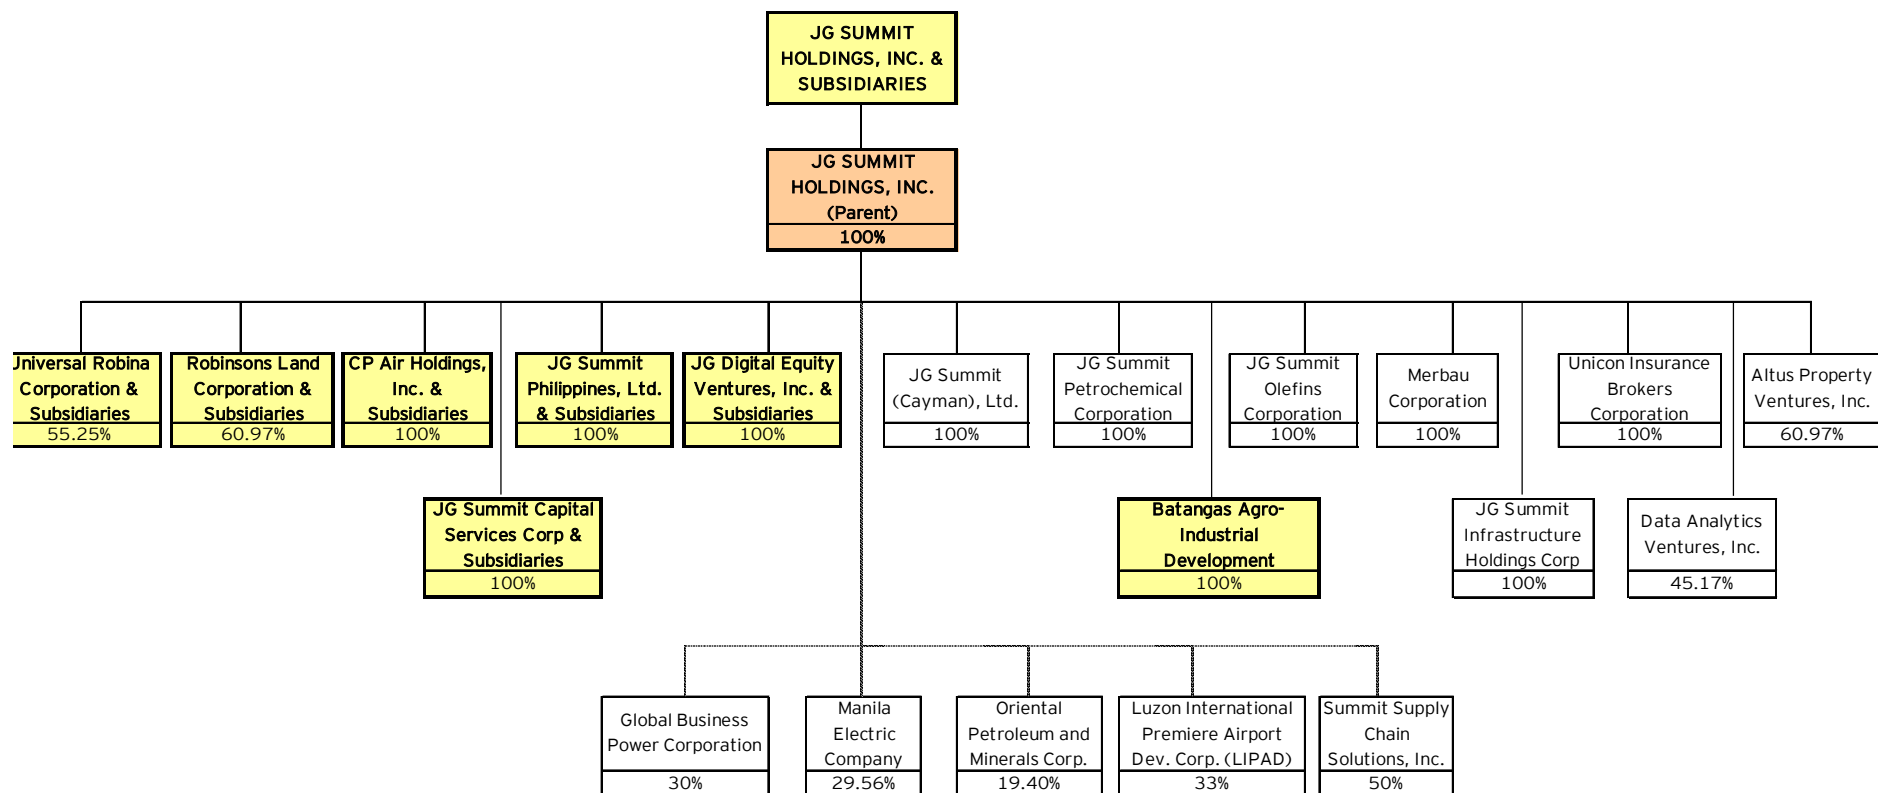 JG SUMMIT
HOLDINGS, INC. &
SUBSIDIARIES
JG SUMMIT
HOLDINGS, INC.
(Parent)
100%
Universal Robina
Corporation &
Subsidiaries
55.25%
Robinsons Land
Corporation &
Subsidiaries
60.97%
CP Air Holdings,
Inc. &
Subsidiaries
100%
JG Summit
Philippines, Ltd.
& Subsidiaries
100%
JG Digital Equity
Ventures, Inc. &
Subsidiaries
100%
JG Summit
(Cayman), Ltd.
100%
JG Summit
Petrochemical
Corporation
100%
JG Summit
Olefins
Corporation
100%
Merbau
Corporation
100%
Unicon Insurance
Brokers
Corporation
100%
Altus Property
Ventures, Inc.
60.97%
JG Summit Capital
Services Corp &
Subsidiaries
100%
Batangas Agro-
Industrial
Development
100%
JG Summit
Infrastructure
Holdings Corp
100%
Data Analytics
Ventures, Inc.
45.17%
Global Business
Power Corporation
30%
Manila
Electric
Company
29.56%
Oriental
Petroleum and
Minerals Corp.
19.40%
Luzon International
Premiere Airport
Dev. Corp. (LIPAD)
33%
Summit Supply
Chain
Solutions, Inc.
50%